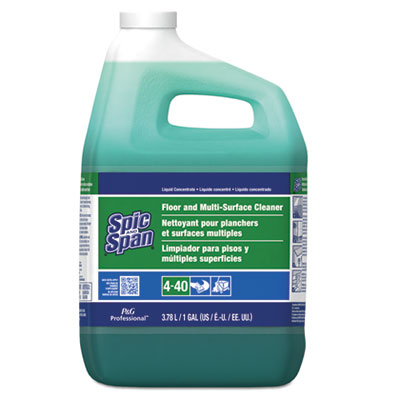 Liquid Concentrate • Liquide concentré • Líquido concentrado
Spic
AND
Span
Floor and Multi-Surface Cleaner
Nettoyant pour planchers
et surfaces multiples
Limpiador para pisos y
múltiples superficies
4-40
P&G
Professional™
3.78 L / 1 GAL (US / É.-U. / EE. UU.)